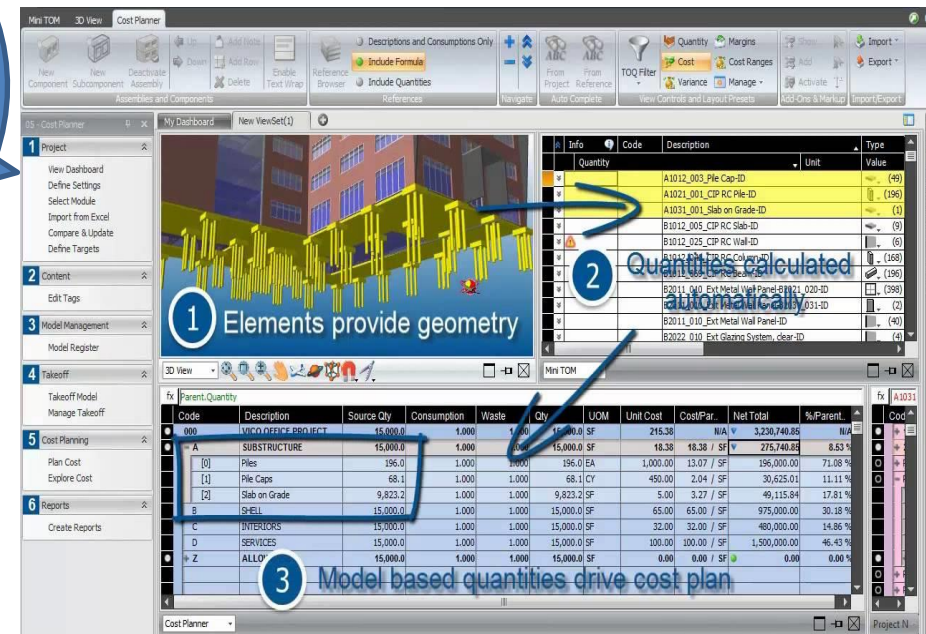 Mini TOM 3D View Cost Planner
New Component
New Subcomponent
Deactivate Assembly
Up
Down
Add Note
Add Row
Delete
Enable Text Wrap
Assemblies and Components
Reference Browser
Descriptions and Consumptions Only
Include Formula
Include Quantities
References
Navigate
From Project
From Reference
Auto Complete
TOQ Filter
Quantity
Cost
Variance
Margins
Cost Ranges
Manage
View Controls and Layout Presets
Show
Add
Activate
Add-Ons & Markup
Import
Export
Import/Export
05 - Cost Planner
1 Project
View Dashboard
Define Settings
Select Module
Import from Excel
Compare & Update
Define Targets
2 Content
Edit Tags
3 Model Management
Model Register
4 Takeoff
Takeoff Model
Manage Takeoff
5 Cost Planning
Plan Cost
Explore Cost
6 Reports
Create Reports
My Dashboard New ViewSet(1)
1 Elements provide geometry
3D View
Info Code Description Type
Quantity Unit Value
A1012_003_Pile Cap-ID (49)
A1021_001_CIP RC Pile-ID (196)
A1031_001_Slab on Grade-ID (1)
B1012_005_CIP RC Slab-ID (9)
B1012_025_CIP RC Wall-ID (6)
(168)
(196)
(398)
(2)
B2011_010_Ext Metal Wall Panel-ID (40)
B2022_010_Ext Glazing System, clear-ID (4)
2 Quantities calculated
automatically
Mini TOM
fx Parent.Quantity
Code Description Source Qty Consumption Waste Qty UOM Unit Cost Cost/Par.. Net Total %/Parent..
000 VICO OFFICE PROJECT 15,000.0 1.000 1.000 15,000.0 SF 215.38 N/A 3,230,740.85 N/A
A SUBSTRUCTURE 15,000.0 1.000 1.000 15,000.0 SF 18.38 18.38 / SF 275,740.85 8.53 %
[0] Piles 196.0 1.000 1.000 196.0 EA 1,000.00 13.07 / SF 196,000.00 71.08 %
[1] Pile Caps 68.1 1.000 1.000 68.1 CY 450.00 2.04 / SF 30,625.01 11.11 %
[2] Slab on Grade 9,823.2 1.000 1.000 9,823.2 SF 5.00 3.27 / SF 49,115.84 17.81 %
B SHELL 15,000.0 1.000 1.000 15,000.0 SF 65.00 65.00 / SF 975,000.00 30.18 %
C INTERIORS 15,000.0 1.000 1.000 15,000.0 SF 32.00 32.00 / SF 480,000.00 14.86 %
D SERVICES 15,000.0 1.000 1.000 15,000.0 SF 100.00 100.00 / SF 1,500,000.00 46.43 %
Z 15,000.0 1.000 1.000 15,000.0 SF 0.00 0.00 / SF 0.00 0.00 %
3 Model based quantities drive cost plan
Cost Planner
fx A1031
Project N